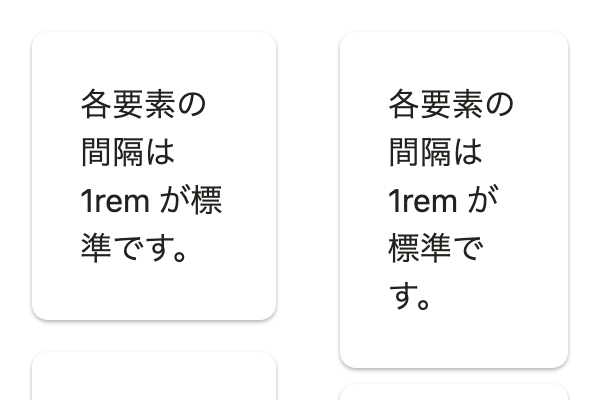 各要素の
間隔は
1rem が標
準です。
各要素の
間隔は
1rem が
標準で
す。